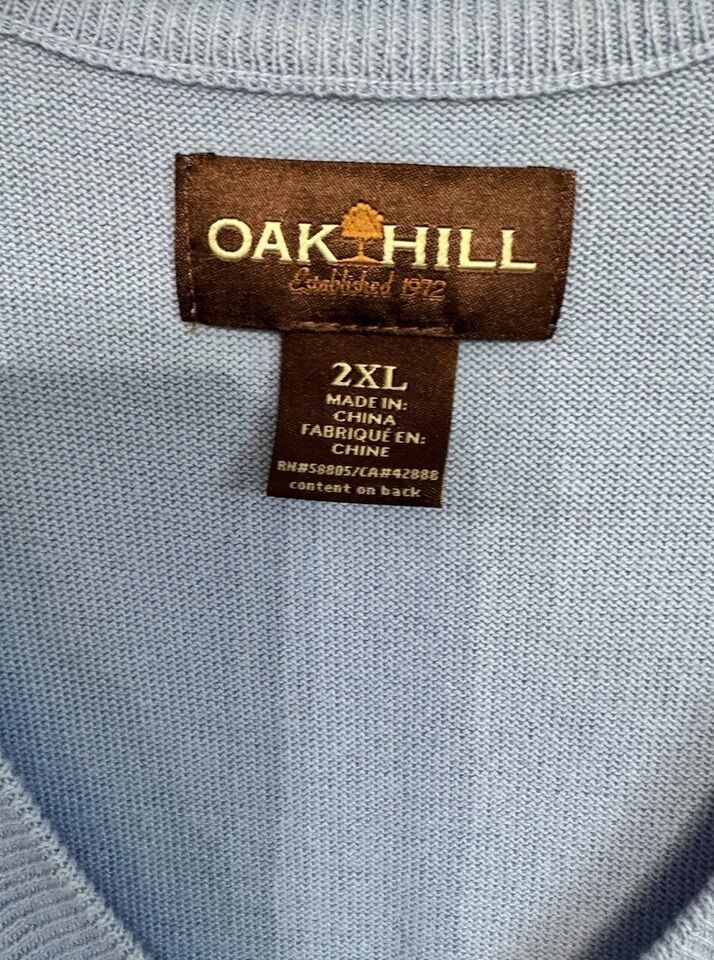 OAK HILL
Established 1972
2XL
MADE IN:
CHINA
FABRIQUÉ EN:
CHINE
RN#58805/CA#42888
content on back